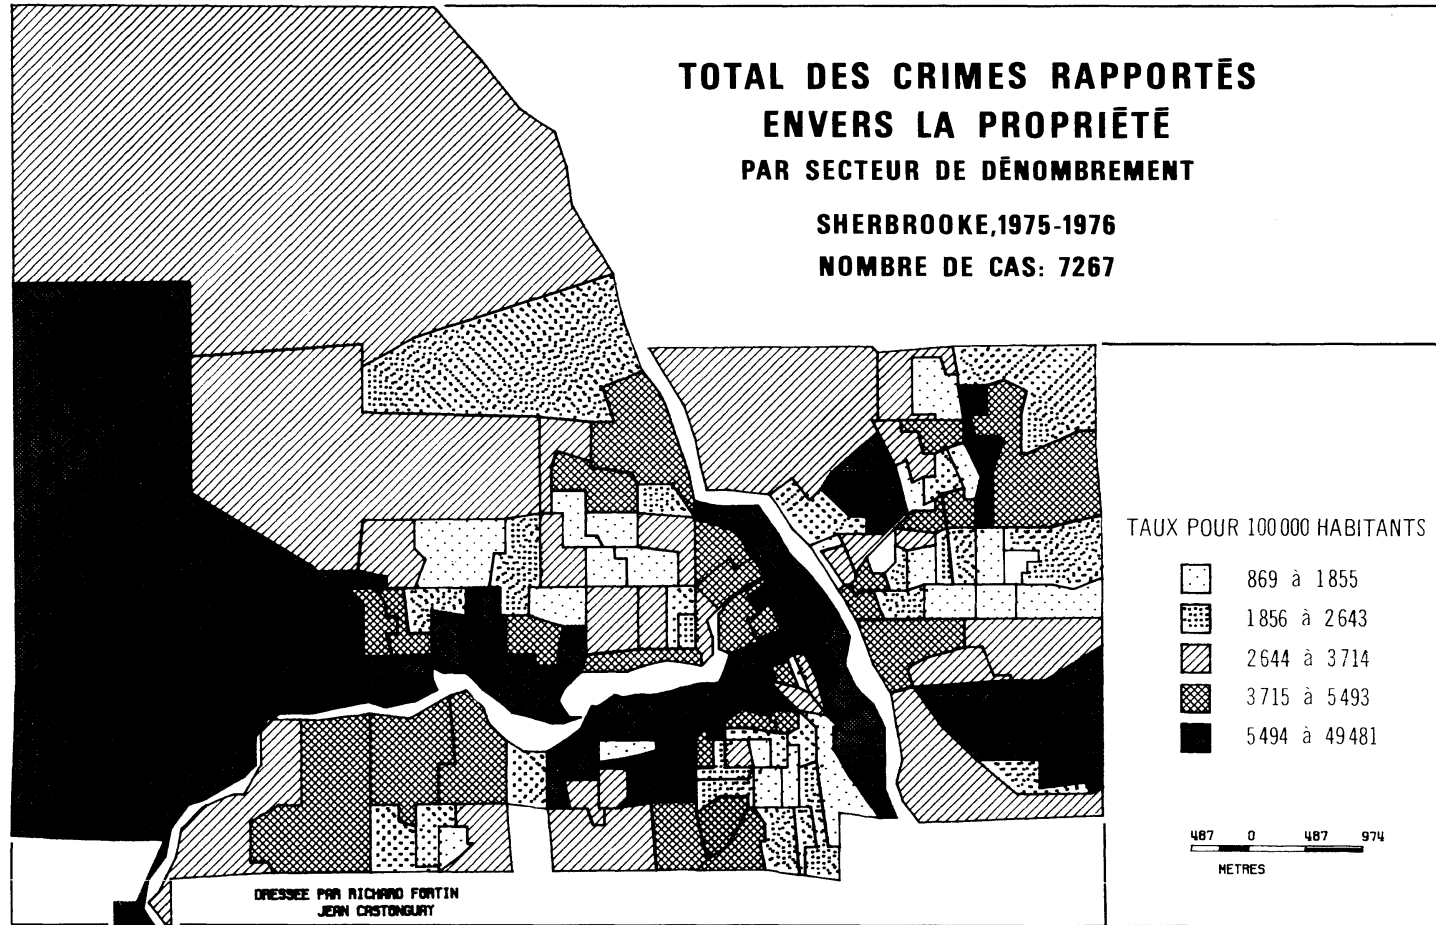 TOTAL DES CRIMES RAPPORTÉS
ENVERS LA PROPRIÉTÉ
PAR SECTEUR DE DÉNOMBREMENT
SHERBROOKE,1975-1976
NOMBRE DE CAS: 7267
TAUX POUR 100 000 HABITANTS
869 à 1855
1856 à 2643
2644 à 3714
3715 à 5493
5494 à 49481
487 0 487 974
METRES
DRESSEE PAR RICHARD FORTIN
JEAN CASTONGUAY